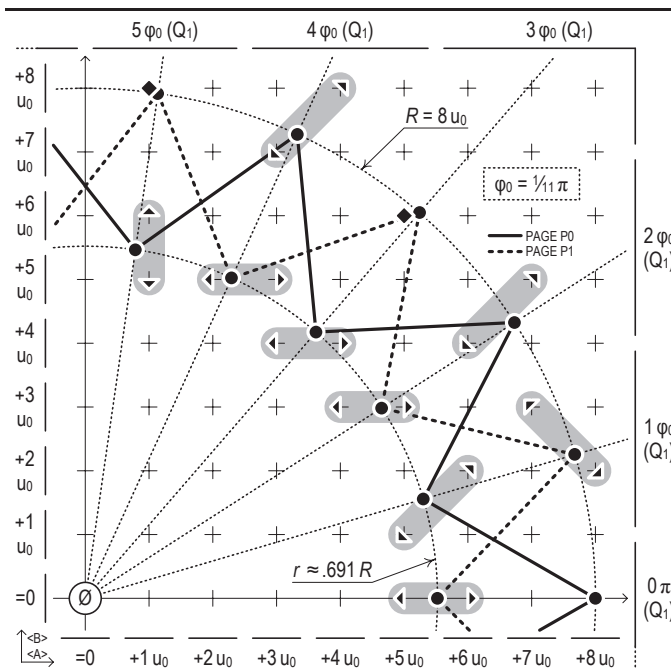 5 φ₀ (Q₁) 4 φ₀ (Q₁) 3 φ₀ (Q₁)
+8
u₀
+7
u₀
+6
u₀
+5
u₀
+4
u₀
+3
u₀
+2
u₀
+1
u₀
=0
R = 8 u₀
φ₀ = 1/11 π
PAGE P0
PAGE P1
2 φ₀
(Q₁)
1 φ₀
(Q₁)
0 π
(Q₁)
r ≈ .691 R
Ø
<B>
<A>
=0 +1 u₀ +2 u₀ +3 u₀ +4 u₀ +5 u₀ +6 u₀ +7 u₀ +8 u₀